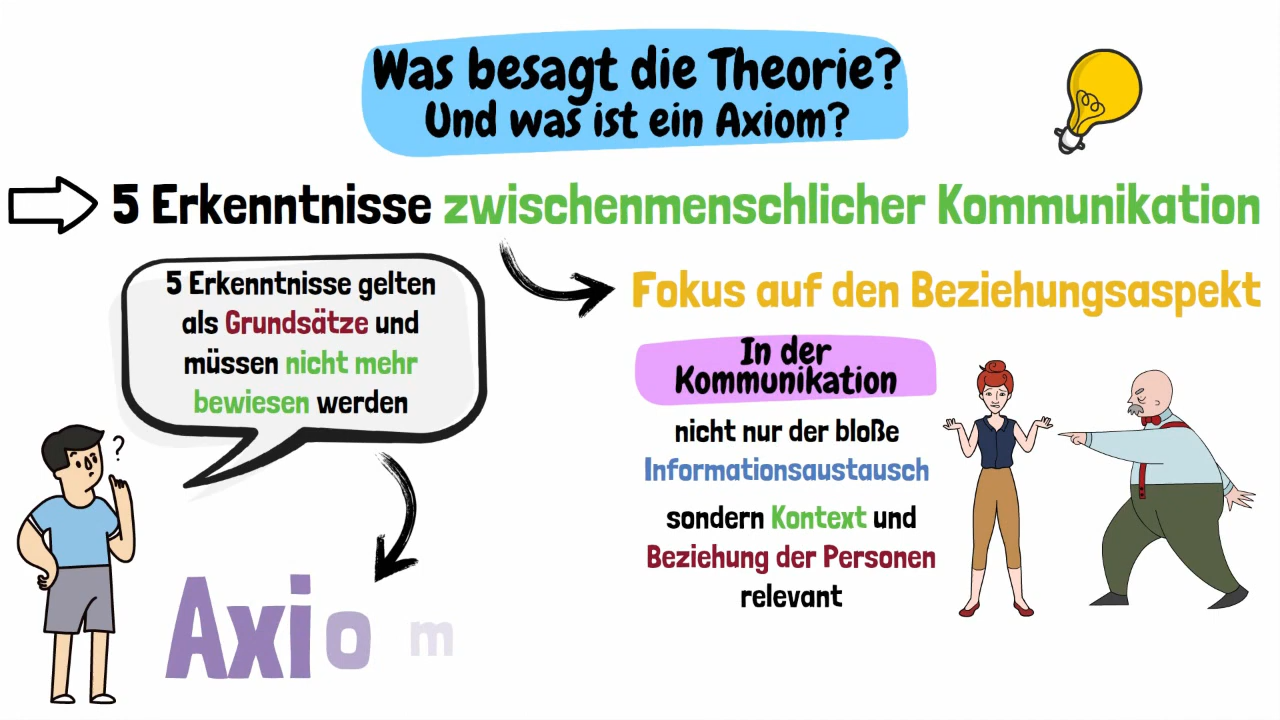 Was besagt die Theorie?
Und was ist ein Axiom?
5 Erkenntnisse zwischenmenschlicher Kommunikation
Fokus auf den Beziehungsaspekt
5 Erkenntnisse gelten
als Grundsätze und
müssen nicht mehr
bewiesen werden
?
Axiom
In der
Kommunikation
nicht nur der bloße
Informationsaustausch
sondern Kontext und
Beziehung der Personen
relevant